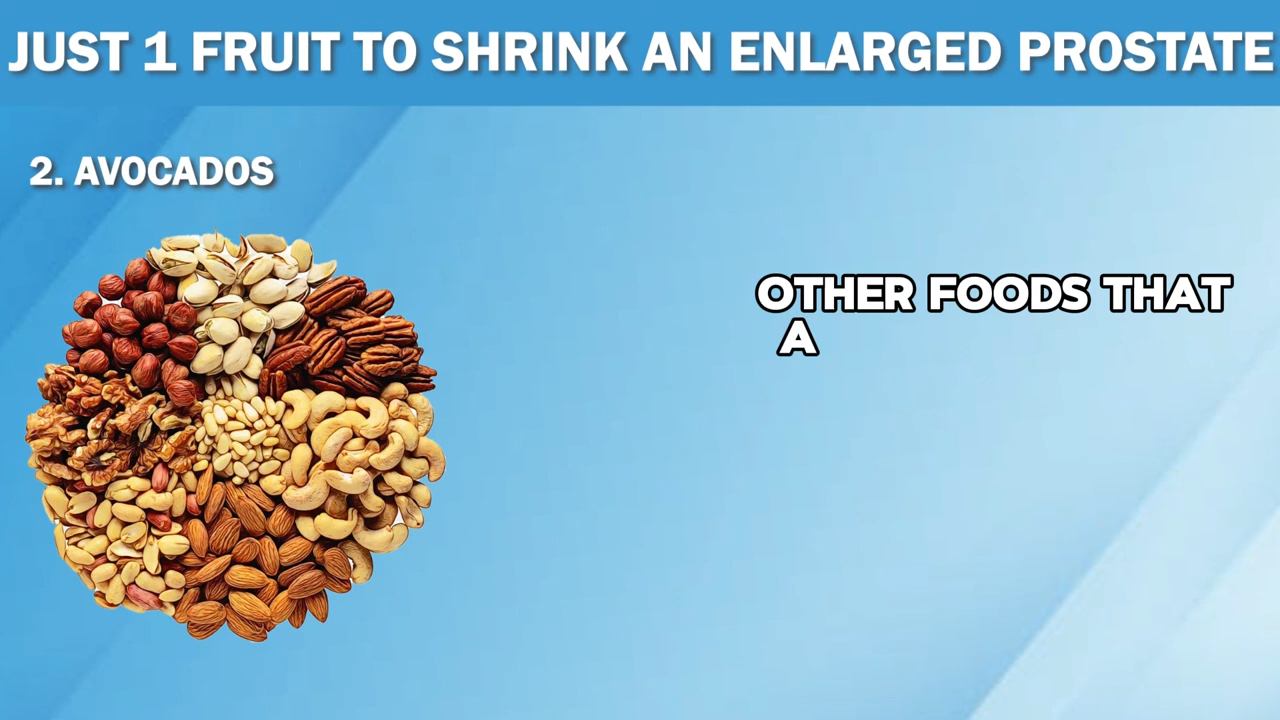 JUST 1 FRUIT TO SHRINK AN ENLARGED PROSTATE
2. AVOCADOS
OTHER FOODS THAT
A